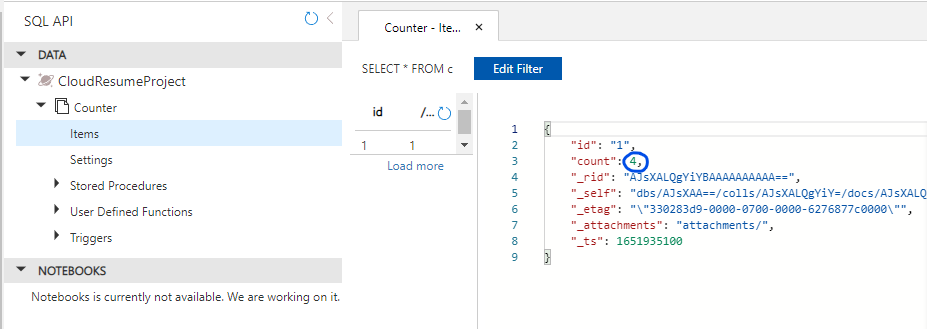 SQL API
DATA
CloudResumeProject
Counter
Items
Settings
Stored Procedures
User Defined Functions
Triggers
NOTEBOOKS
Notebooks is currently not available. We are working on it.
Counter - Ite...
SELECT * FROM c
Edit Filter
id /...
1 1
Load more
1 {
2 "id": "1",
3 "count": 4,
4 "_rid": "AJsXALQgYiYBAAAAAAAAAA==",
5 "_self": "dbs/AJsXAA==/colls/AJsXALQgYiY=/docs/AJsXALQ
6 "_etag": "\"330283d9-0000-0700-0000-6276877c0000\"",
7 "_attachments": "attachments/",
8 "_ts": 1651935100
9 }